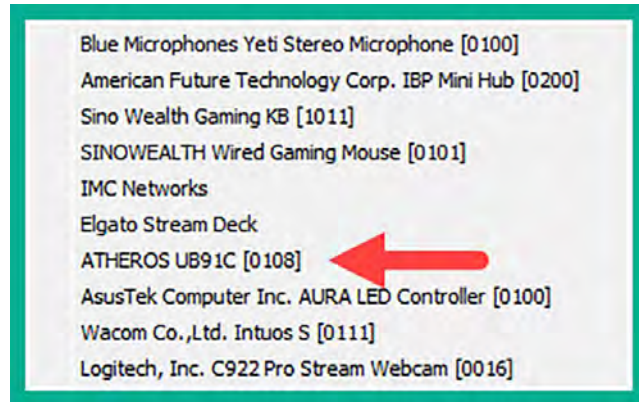 Blue Microphones Yeti Stereo Microphone [0100]
American Future Technology Corp. IBP Mini Hub [0200]
Sino Wealth Gaming KB [1011]
SINOWEALTH Wired Gaming Mouse [0101]
IMC Networks
Elgato Stream Deck
ATHEROS UB91C [0108]
AsusTek Computer Inc. AURA LED Controller [0100]
Wacom Co.,Ltd. Intuos S [0111]
Logitech, Inc. C922 Pro Stream Webcam [0016]